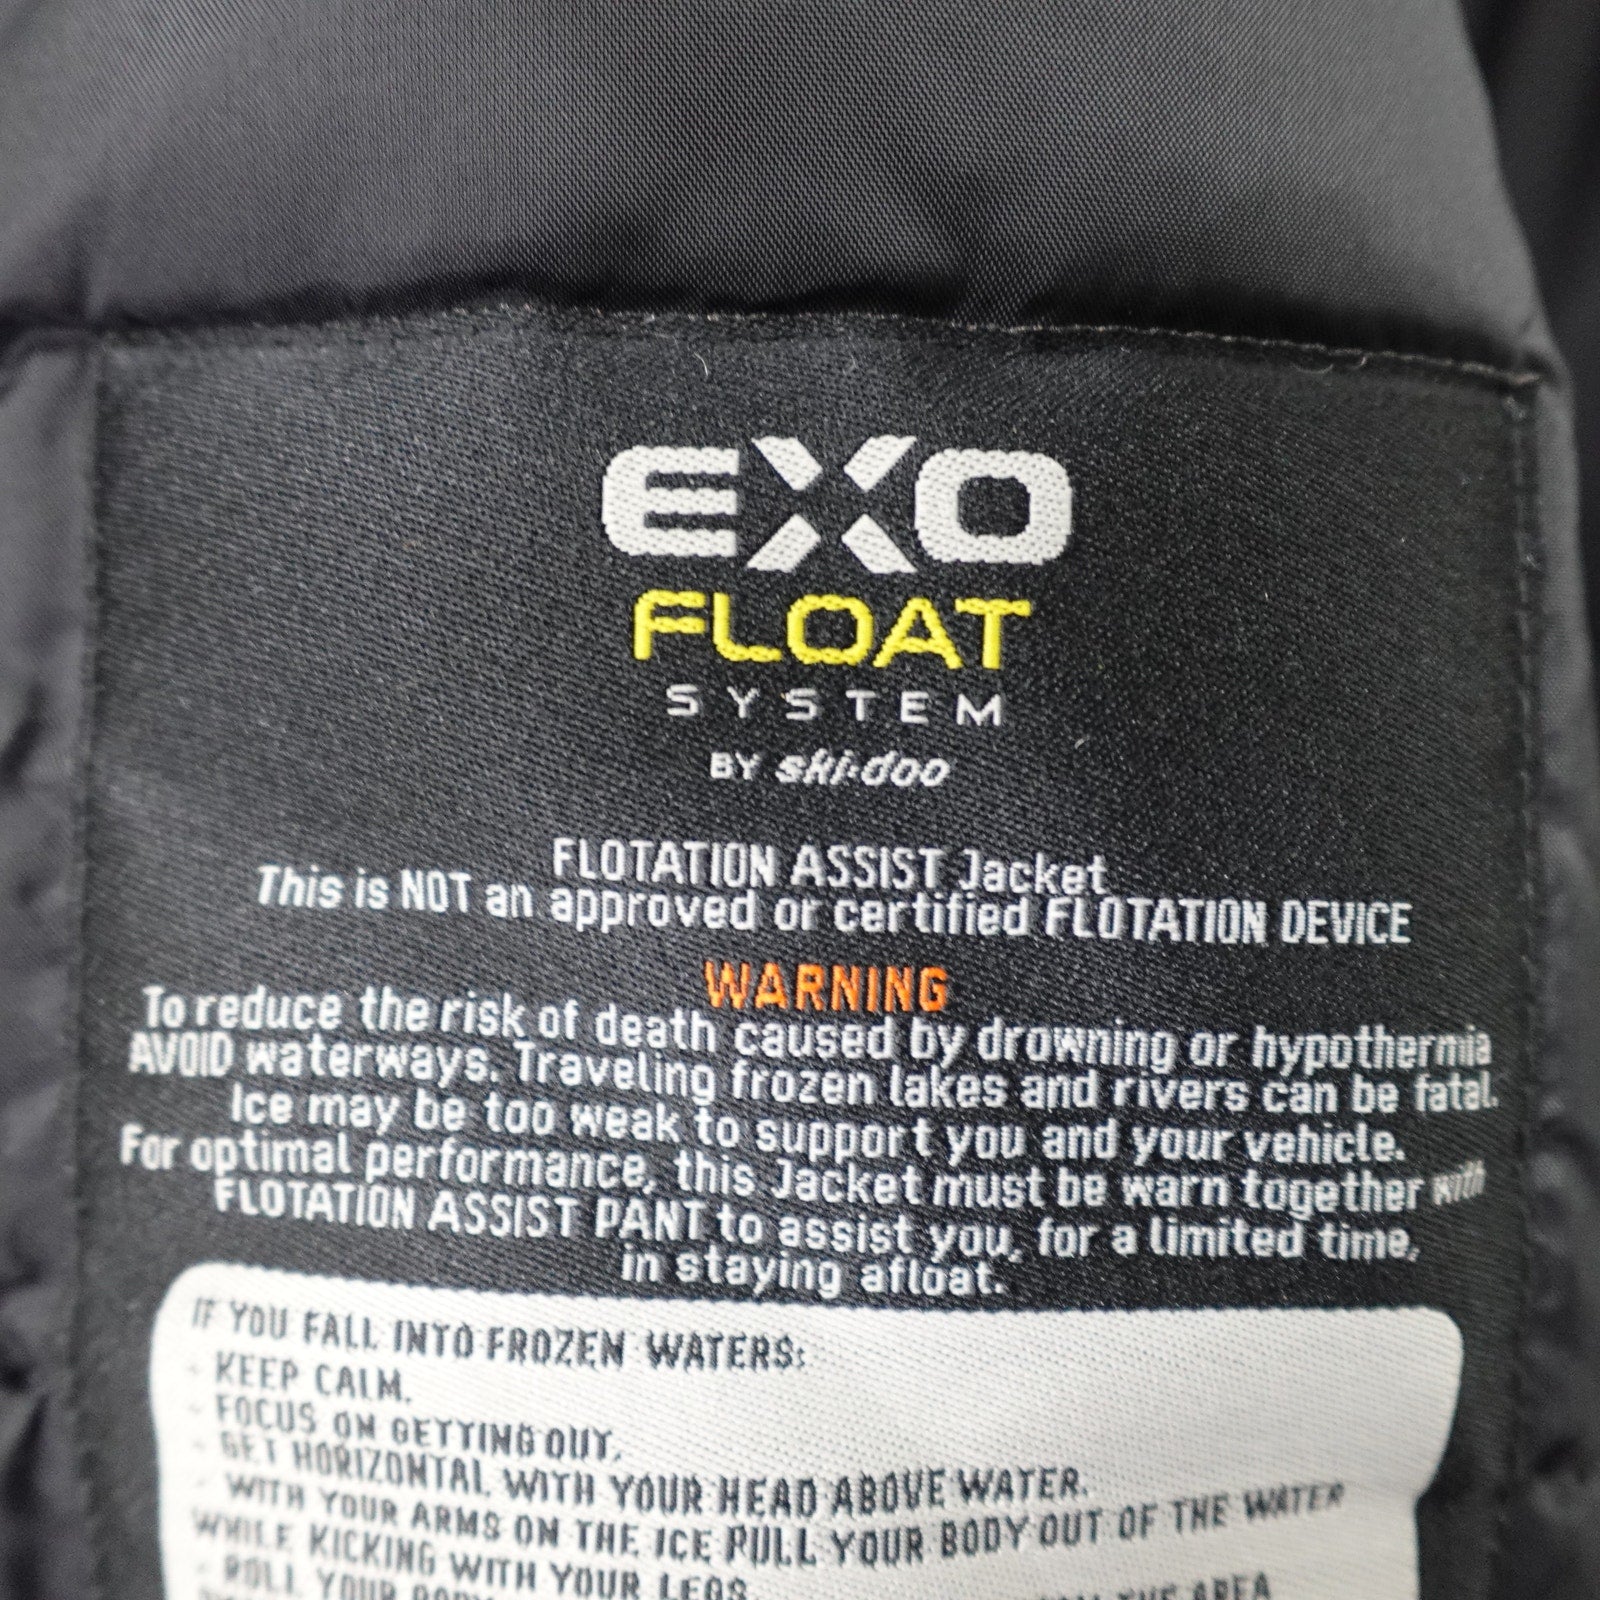 EXO
FLOAT
SYSTEM
BY ski-doo
FLOTATION ASSIST Jacket
This is NOT an approved or certified FLOTATION DEVICE
WARNING
To reduce the risk of death caused by drowning or hypothermia
AVOID waterways. Traveling frozen lakes and rivers can be fatal.
Ice may be too weak to support you and your vehicle.
For optimal performance, this Jacket must be warn together with
FLOTATION ASSIST PANT to assist you, for a limited time,
in staying afloat.
IF YOU FALL INTO FROZEN WATERS:
- KEEP CALM.
- FOCUS ON GETTING OUT.
- GET HORIZONTAL WITH YOUR HEAD ABOVE WATER.
- WITH YOUR ARMS ON THE ICE PULL YOUR BODY OUT OF THE WATER
WHILE KICKING WITH YOUR LEGS.
- ROLL YOUR BODY THE AREA